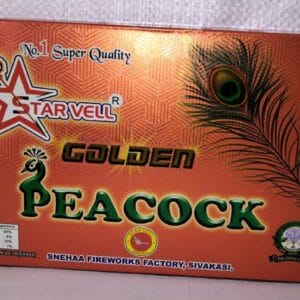 No.1 Super Quality
R
STAR VELL®
GOLDEN
PEACOCK
SNEHAA FIREWORKS FACTORY, SIVAKASI.